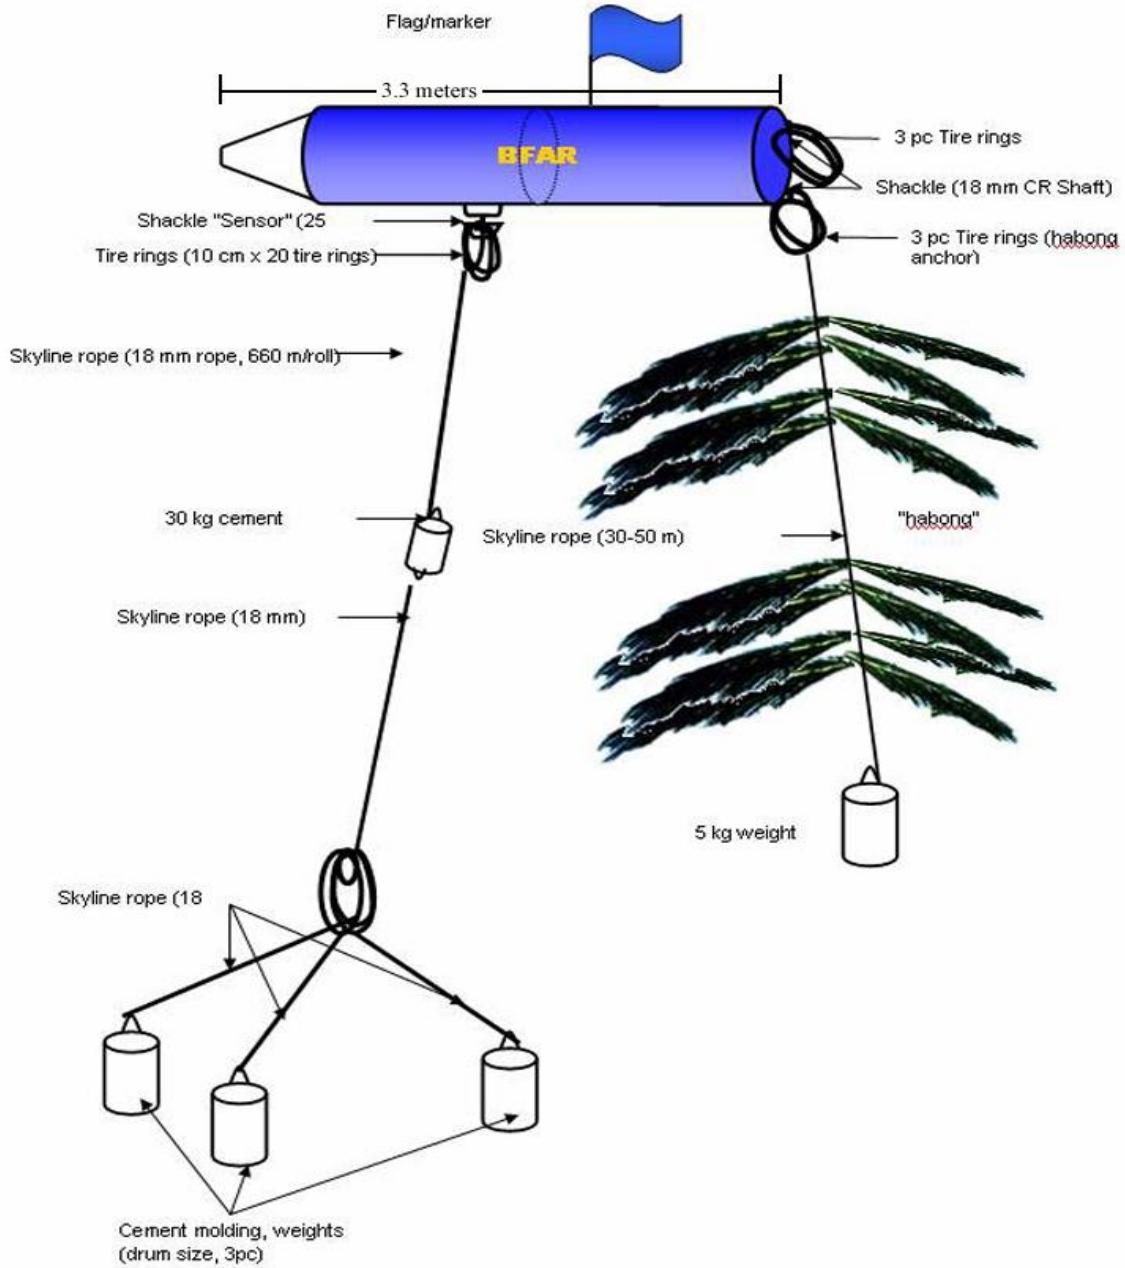 Flag/marker
3.3 meters
3 pc Tire rings
BFAR
Shackle (18 mm CR Shaft)
Shackle "Sensor" (25
3 pc Tire rings (habong
anchor)
Tire rings (10 cm x 20 tire rings)
Skyline rope (18 mm rope, 660 m/roll)
30 kg cement
"habong"
Skyline rope (30-50 m)
Skyline rope (18 mm)
5 kg weight
Skyline rope (18
Cement molding, weights
(drum size, 3pc)